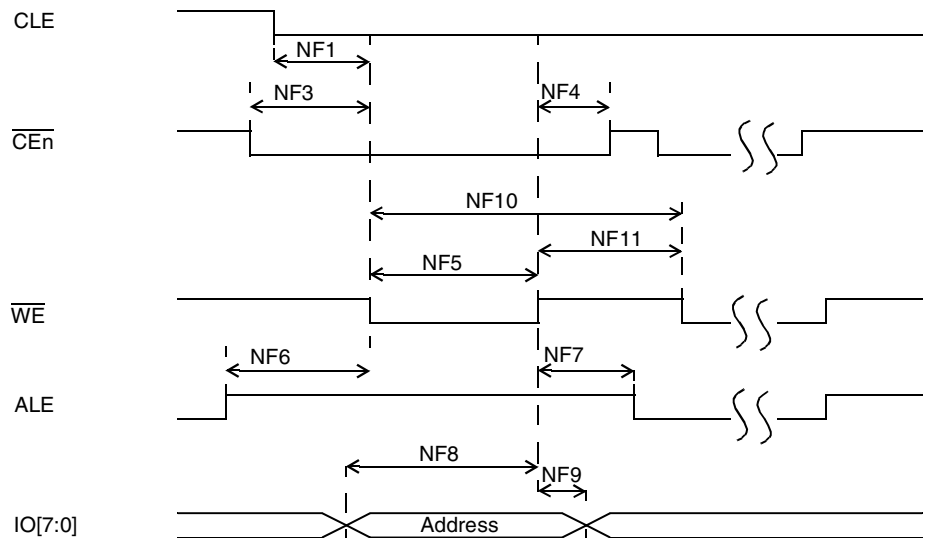 CLE
NF1
NF3
NF4
CEn
NF10
NF11
NF5
WE
NF6
NF7
ALE
NF8
NF9
IO[7:0]
Address